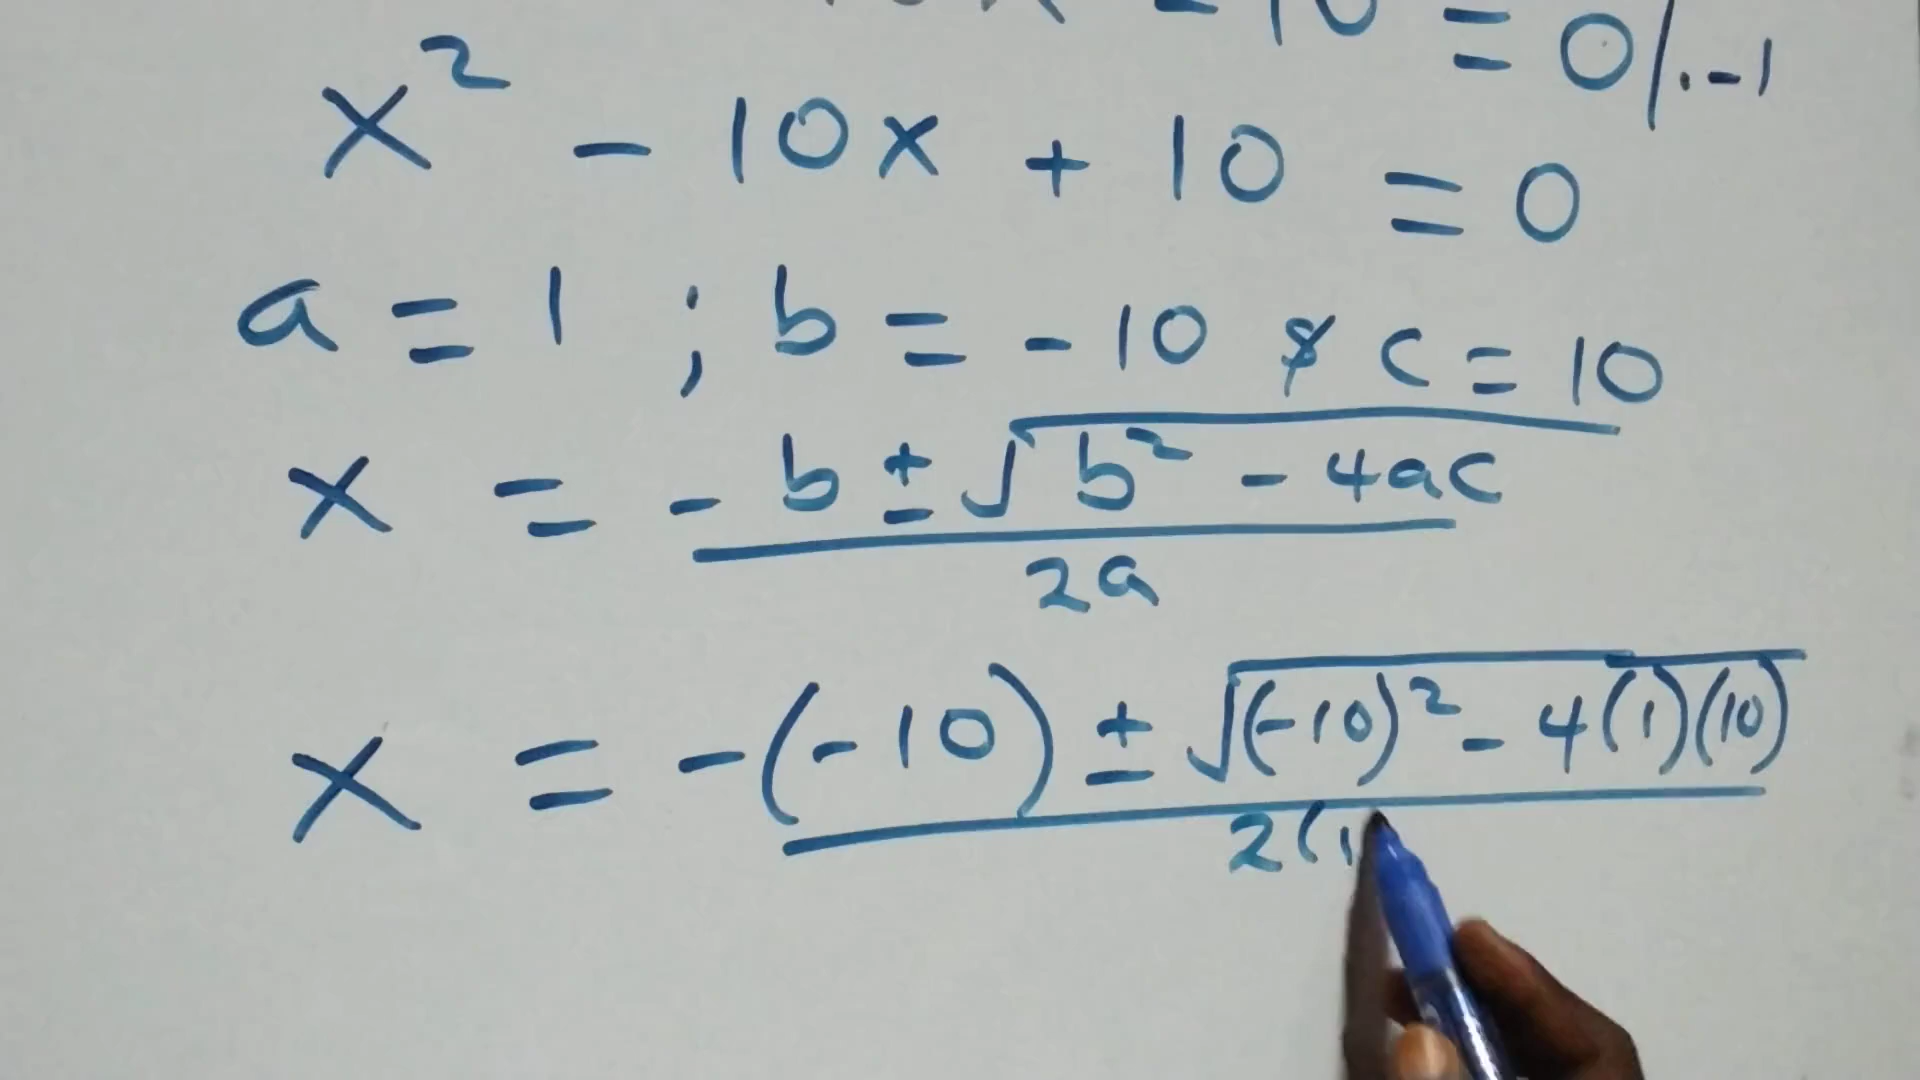 - 10 = 0 /.-1
x² - 10x + 10 = 0
a = 1 ; b = -10 & c = 10
x = -b ± √(b² - 4ac)
2a
x = -(-10) ± √((-10)² - 4(1)(10))
2(1